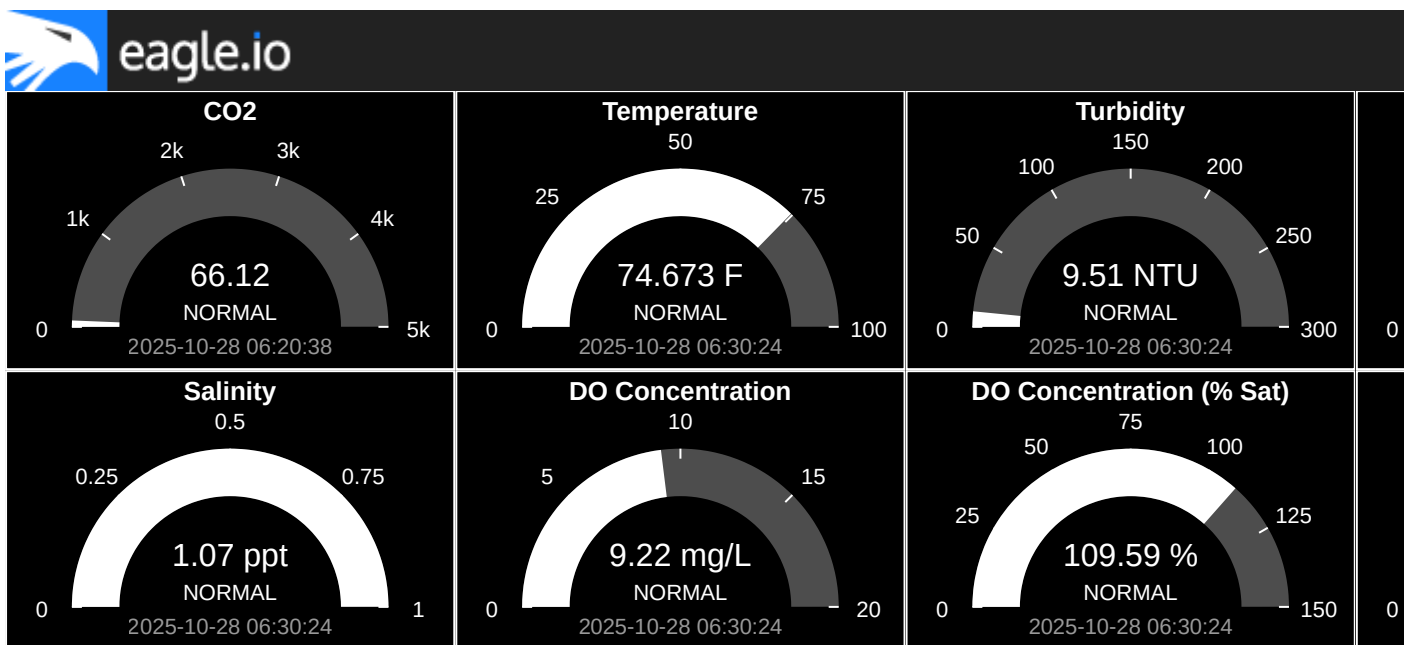 eagle.io
CO2
0
1k
2k
3k
4k
5k
66.12
NORMAL
2025-10-28 06:20:38
Temperature
0
25
50
75
100
74.673 F
NORMAL
2025-10-28 06:30:24
Turbidity
0
50
100
150
200
250
300
9.51 NTU
NORMAL
2025-10-28 06:30:24
0
Salinity
0
0.25
0.5
0.75
1
1.07 ppt
NORMAL
2025-10-28 06:30:24
DO Concentration
0
5
10
15
20
9.22 mg/L
NORMAL
2025-10-28 06:30:24
DO Concentration (% Sat)
0
25
50
75
100
125
150
109.59 %
NORMAL
2025-10-28 06:30:24
0